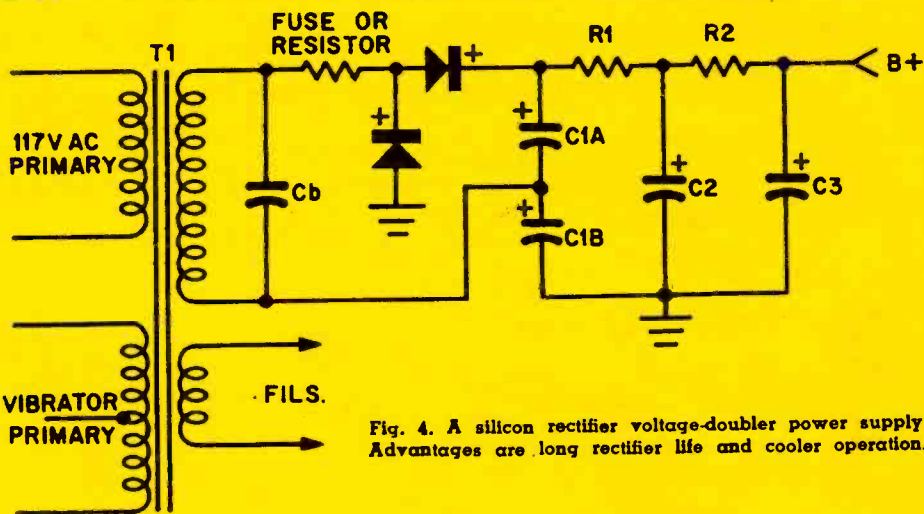 T1
FUSE OR
RESISTOR
R1
R2
B+
117V AC
PRIMARY
Cb
C1A
C1B
C2
C3
VIBRATOR
PRIMARY
FILS.
Fig. 4. A silicon rectifier voltage-doubler power supply
Advantages are long rectifier life and cooler operation.